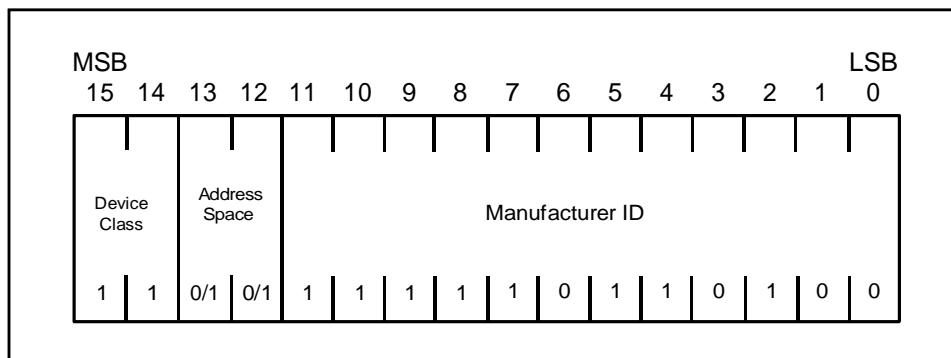 MSB LSB
15 14 13 12 11 10 9 8 7 6 5 4 3 2 1 0
Device Class
Address Space
Manufacturer ID
1 1 0/1 0/1 1 1 1 1 1 0 1 1 0 1 0 0